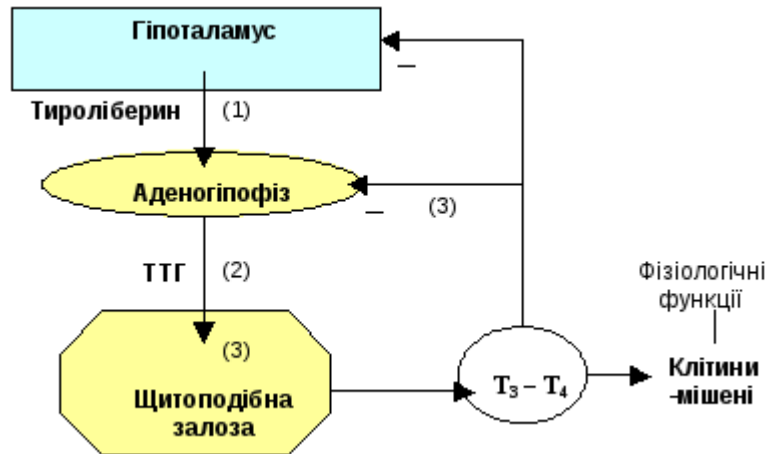 Гіпоталамус
–
Тироліберин (1)
Аденогіпофіз
– (3)
ТТГ (2)
Фізіологічні
функції
(3)
Щитоподібна
залоза
T₃ – T₄
Клітини
-мішені